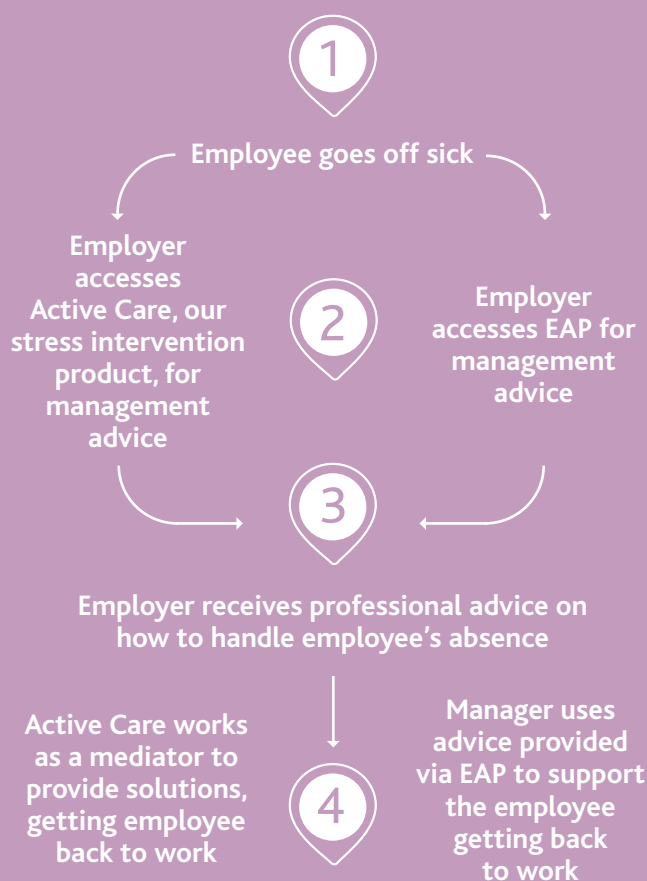 1
Employee goes off sick
Employer
accesses
Active Care, our
stress intervention
product, for
management
advice
2
Employer
accesses EAP for
management
advice
3
Employer receives professional advice on
how to handle employee’s absence
Active Care works
as a mediator to
provide solutions,
getting employee
back to work
4
Manager uses
advice provided
via EAP to support
the employee
getting back
to work